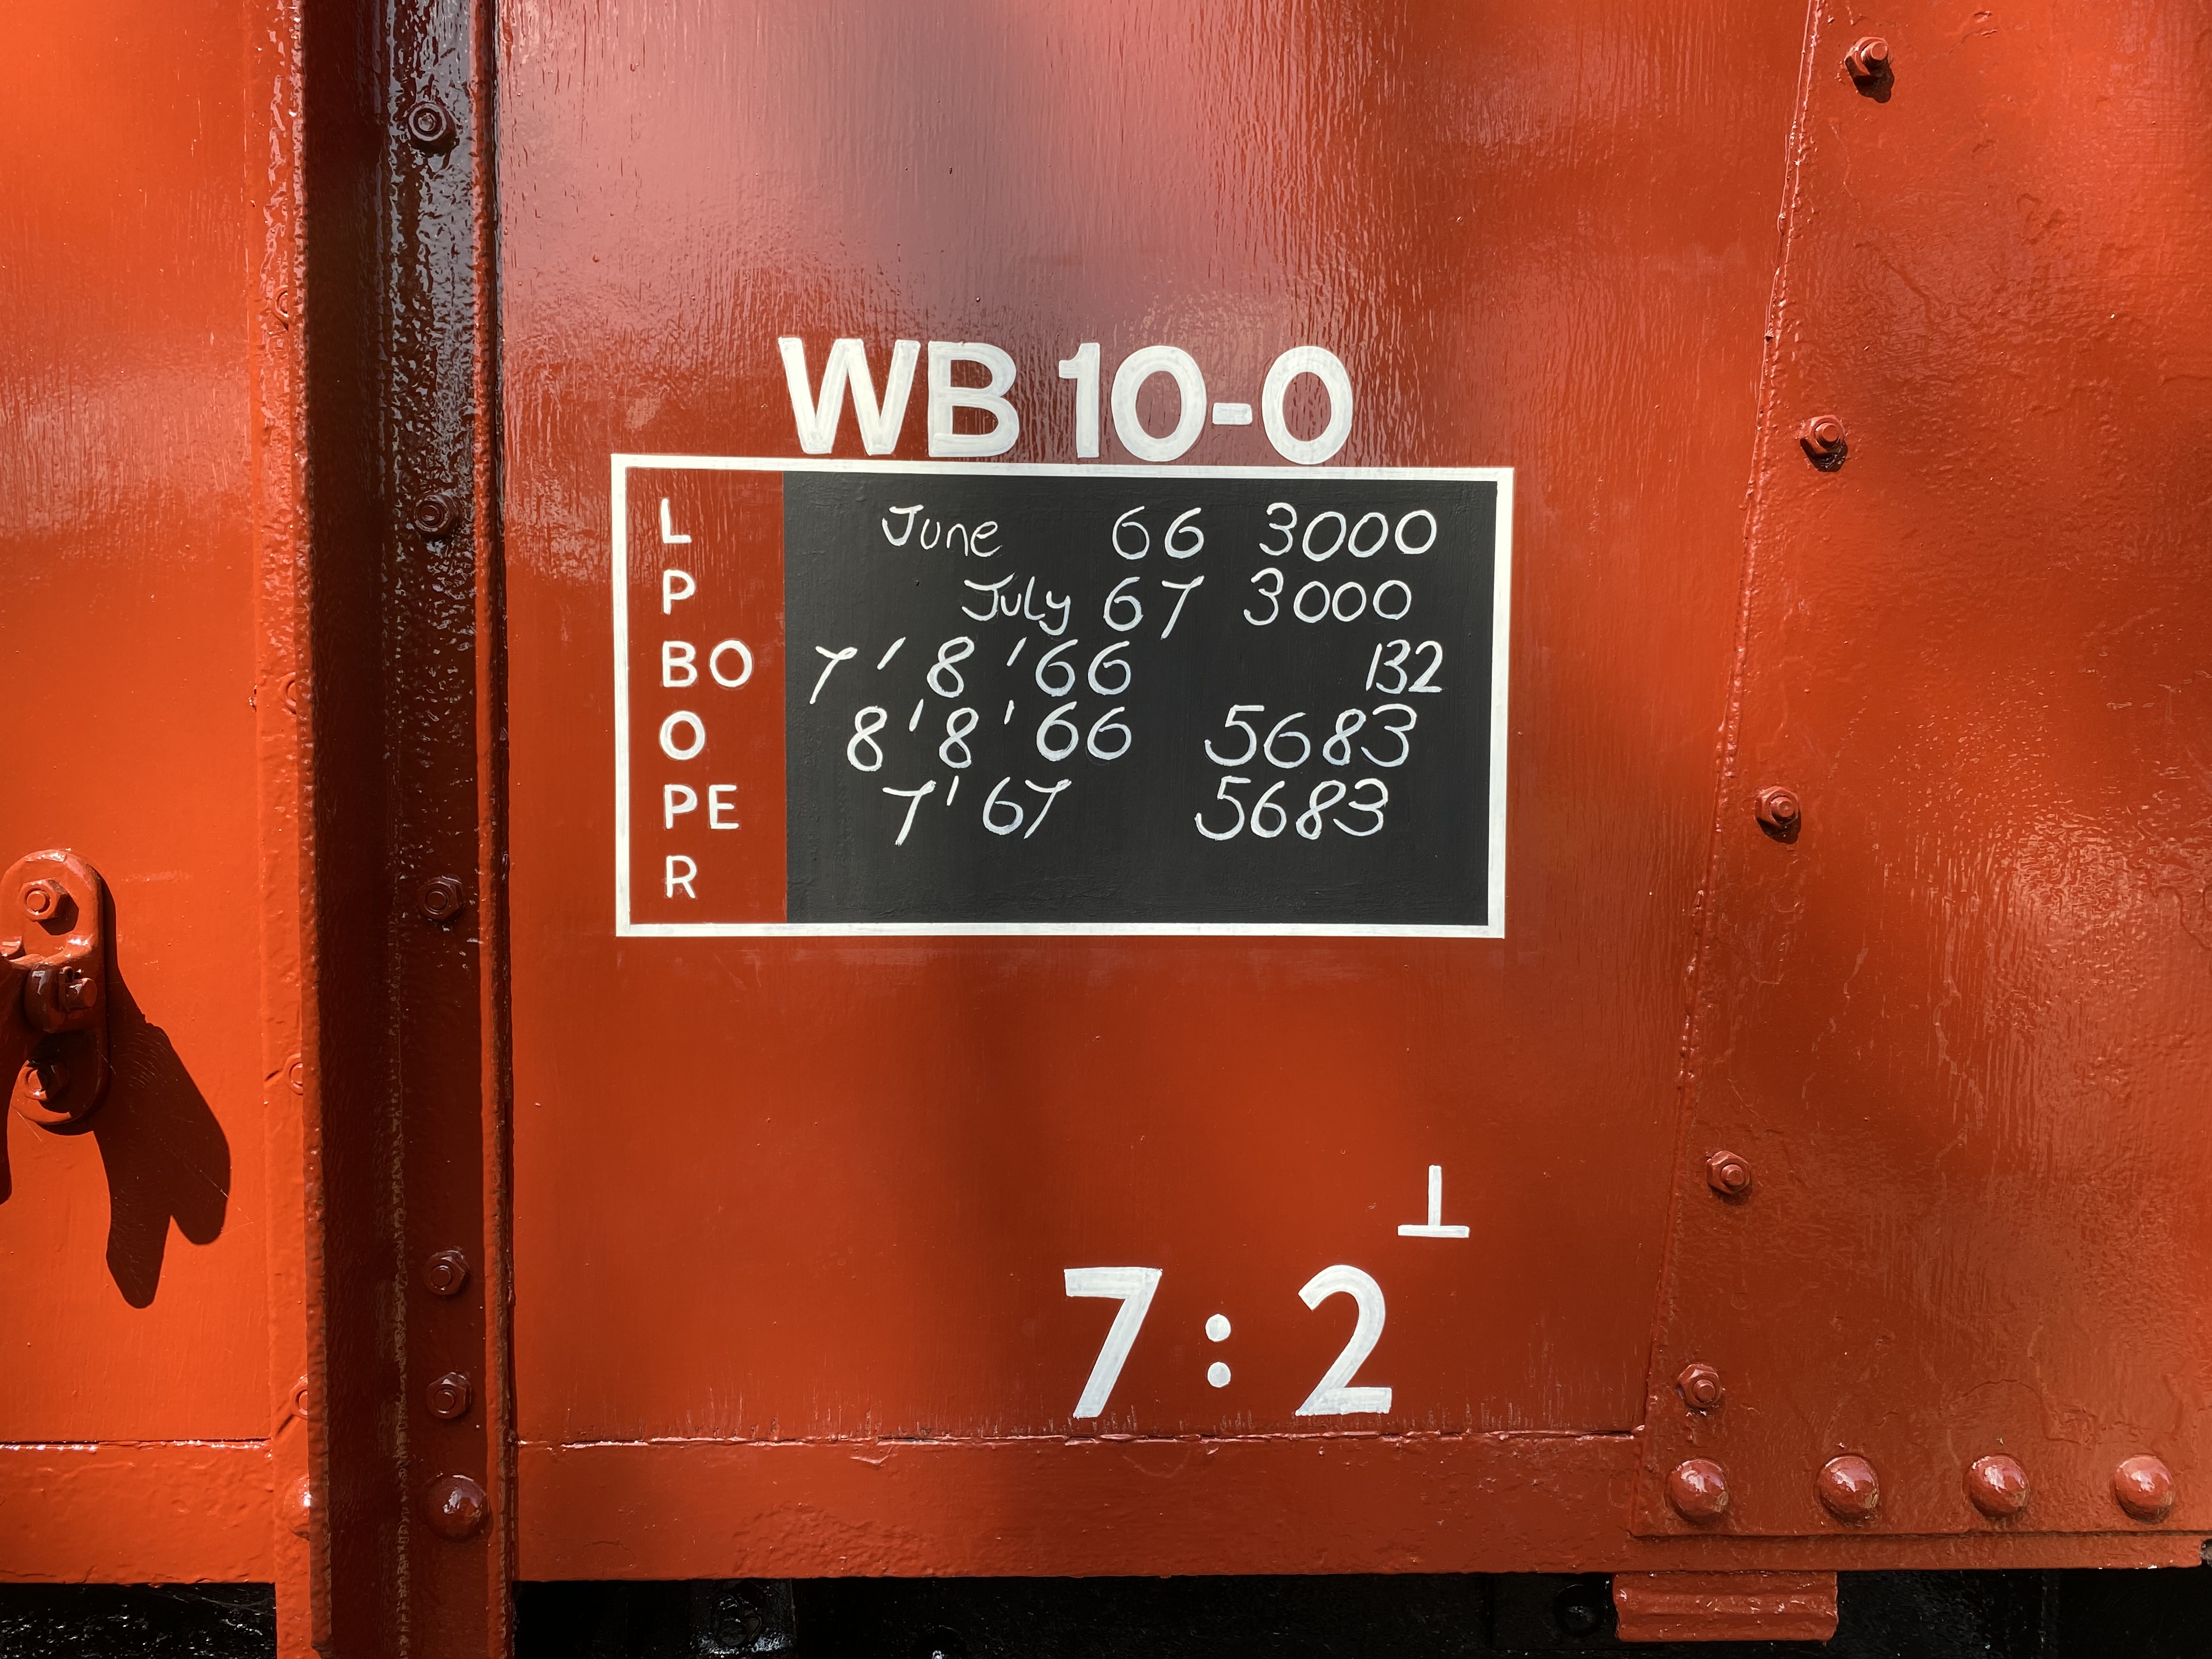 WB 10-0
L June 66 3000
P July 67 3000
BO 7'8'66 132
O 8'8'66 5683
PE 7'67 5683
R
⊥
7:2